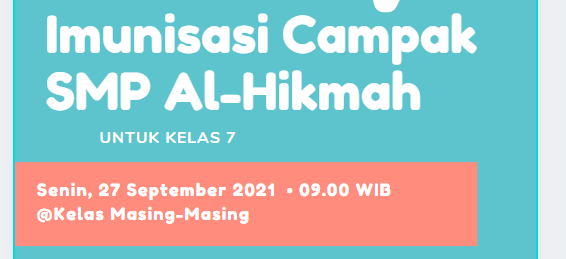 Imunisasi Campak
SMP Al-Hikmah
UNTUK KELAS 7
Senin, 27 September 2021 • 09.00 WIB
@Kelas Masing-Masing